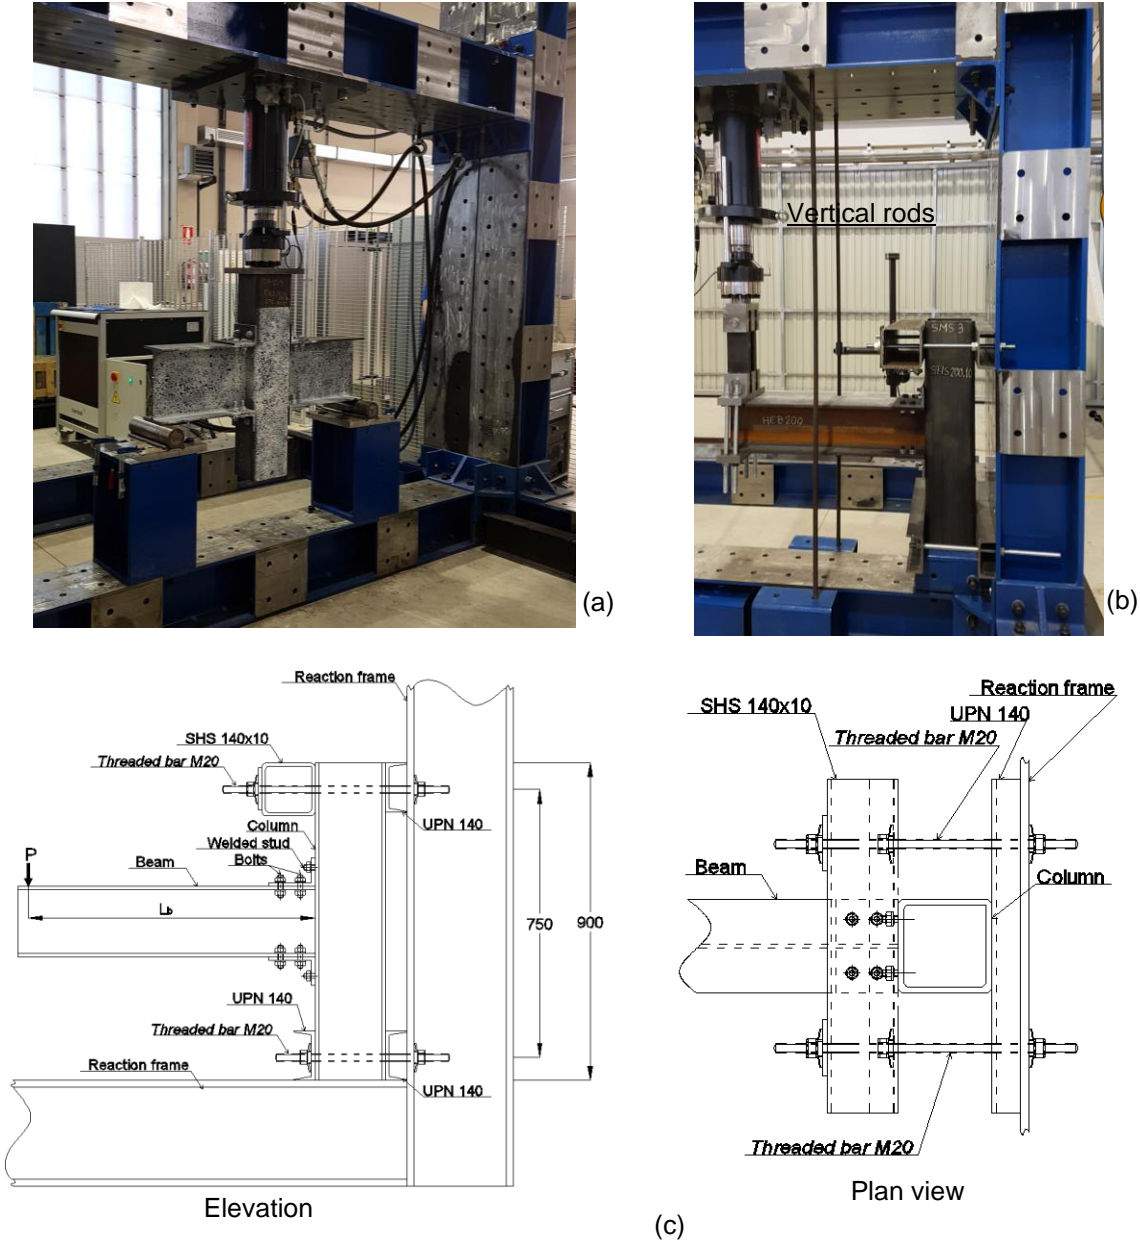 Vertical rods
SMS 3
SHS 200.10
HEB200
(a)
(b)
Reaction frame
SHS 140x10
Threaded bar M20
UPN 140
Column
Welded stud
Bolts
Beam
P
Lb
750
900
UPN 140
Threaded bar M20
Reaction frame
UPN 140
Elevation
Reaction frame
SHS 140x10
UPN 140
Threaded bar M20
Beam
Column
Threaded bar M20
Plan view
(c)